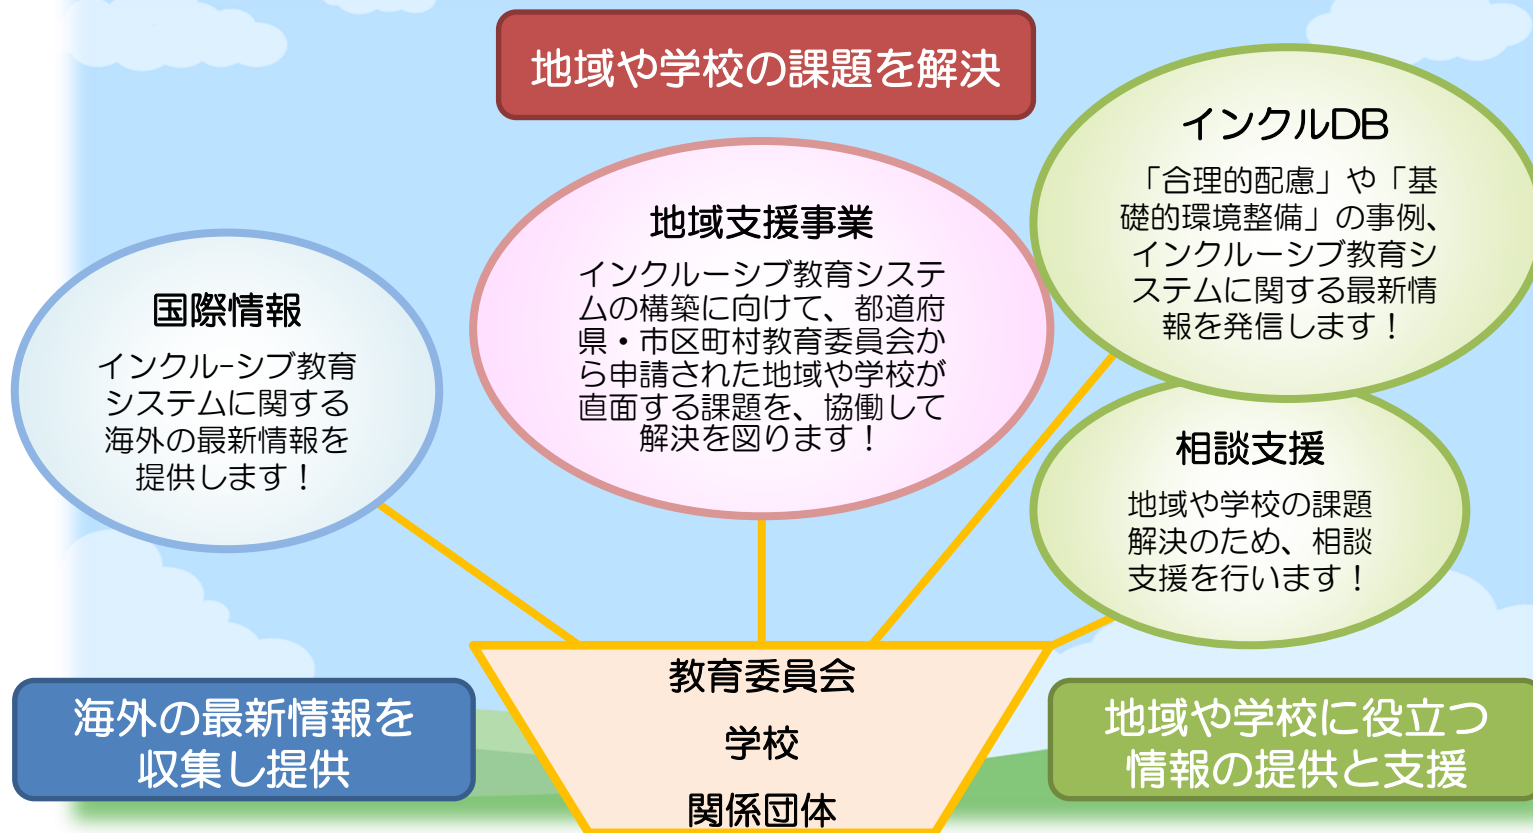 地域や学校の課題を解決
インクルDB
「合理的配慮」や「基
礎的環境整備」の事例、
インクルーシブ教育シ
ステムに関する最新情
報を発信します！
地域支援事業
インクルーシブ教育システ
ムの構築に向けて、都道府
県・市区町村教育委員会か
ら申請された地域や学校が
直面する課題を、協働して
解決を図ります！
国際情報
インクル-シブ教育
システムに関する
海外の最新情報を
提供します！
相談支援
地域や学校の課題
解決のため、相談
支援を行います！
教育委員会
学校
関係団体
海外の最新情報を
収集し提供
地域や学校に役立つ
情報の提供と支援